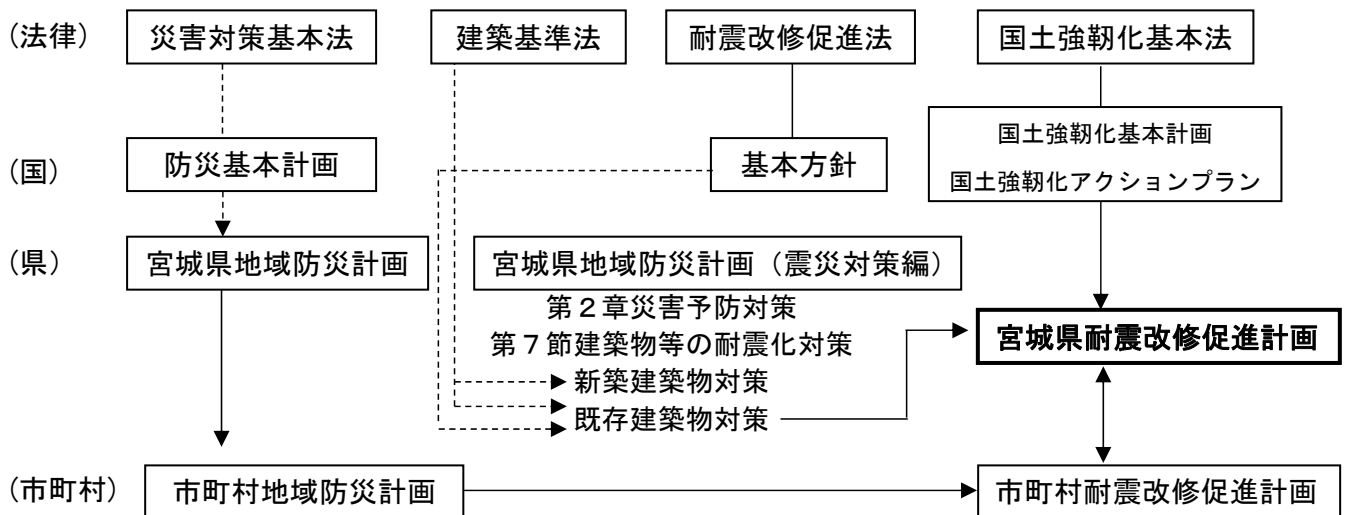 （法律）
災害対策基本法
建築基準法
耐震改修促進法
国土強靭化基本法
（国）
防災基本計画
基本方針
国土強靭化基本計画
国土強靭化アクションプラン
（県）
宮城県地域防災計画
宮城県地域防災計画（震災対策編）
第２章災害予防対策
第７節建築物等の耐震化対策
新築建築物対策
既存建築物対策
宮城県耐震改修促進計画
（市町村）
市町村地域防災計画
市町村耐震改修促進計画